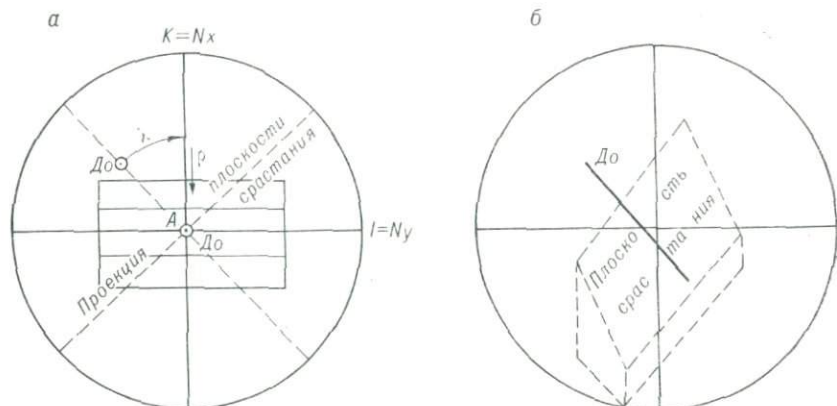 а
б
K=Nx
До
плоскости
срастания
P
A
До
I=Ny
Проекция
До
сть
Плоско
та ния
срас